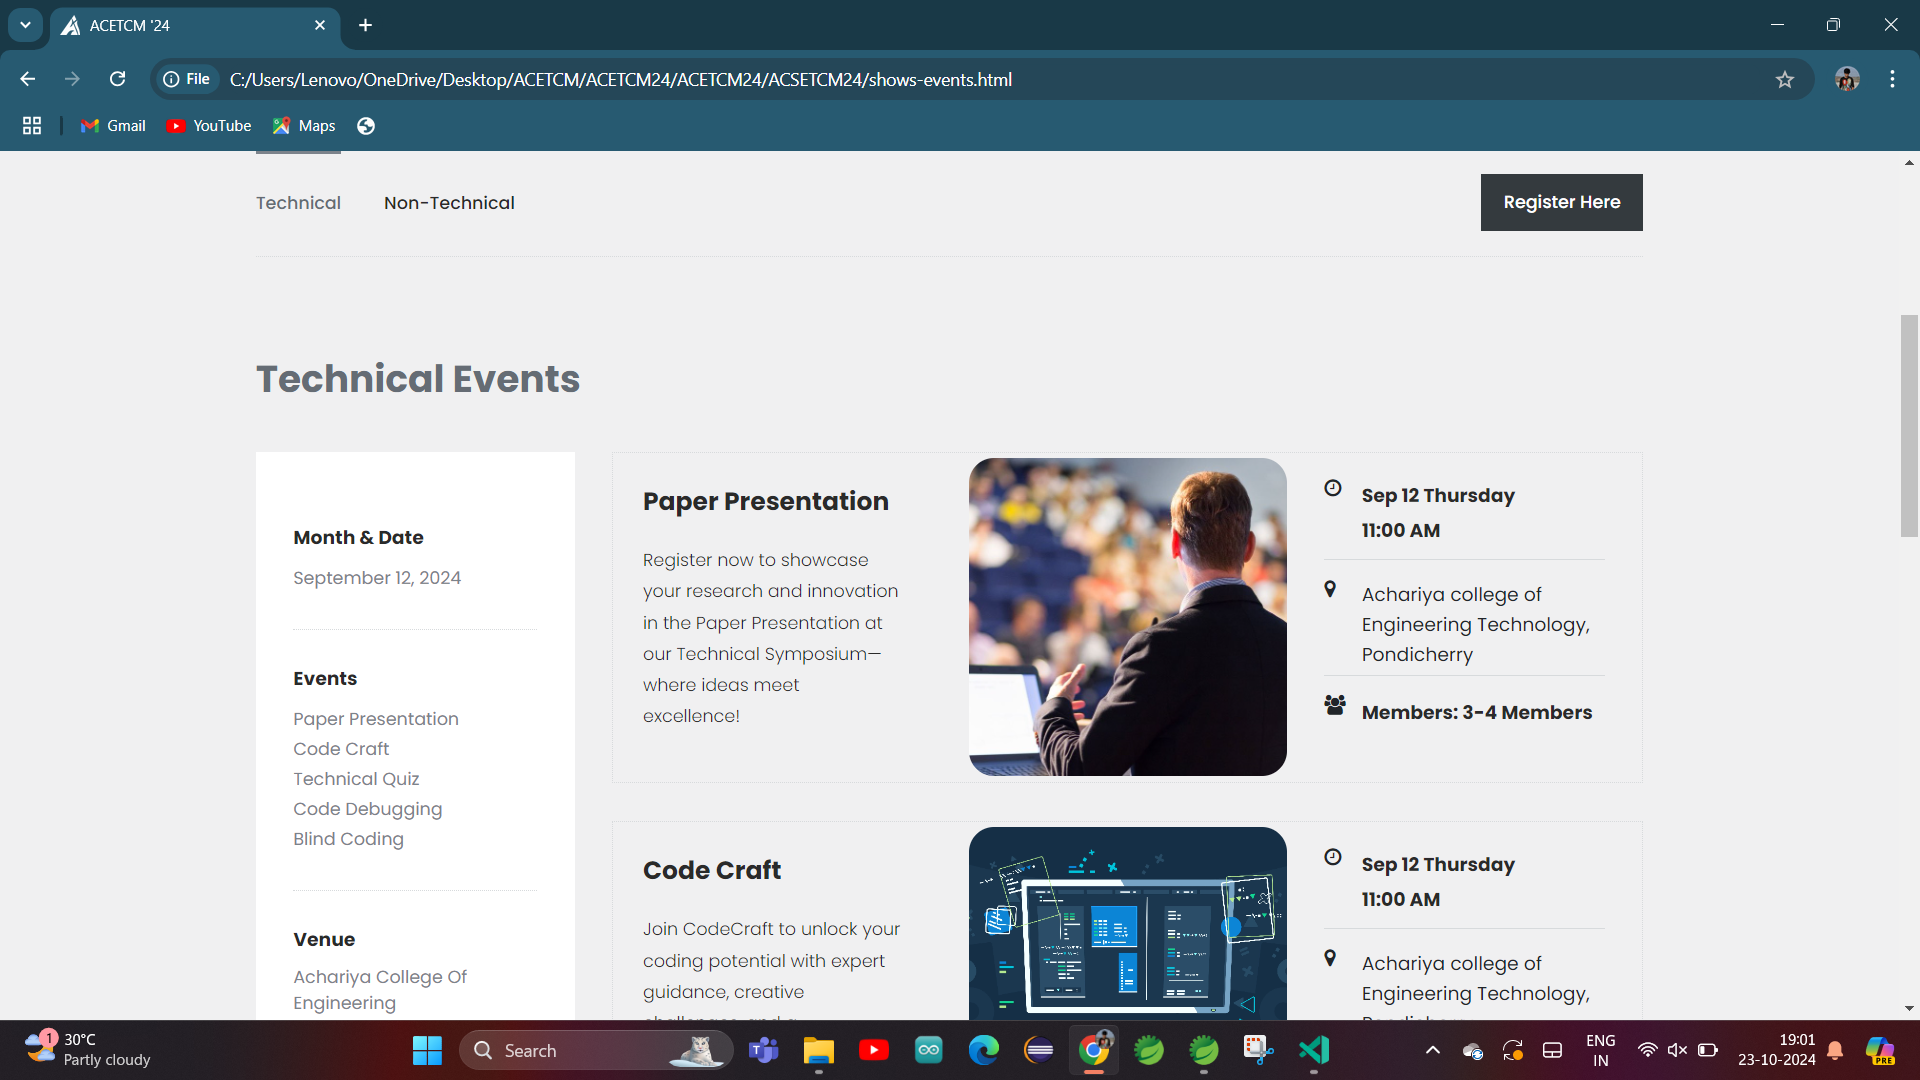 ACETCM '24
File
C:/Users/Lenovo/OneDrive/Desktop/ACETCM/ACETCM24/ACETCM24/ACSETCM24/shows-events.html
Gmail
YouTube
Maps
Technical
Non-Technical
Register Here
Technical Events
Month & Date
September 12, 2024
Events
Paper Presentation
Code Craft
Technical Quiz
Code Debugging
Blind Coding
Venue
Achariya College Of
Engineering
Paper Presentation
Register now to showcase
your research and innovation
in the Paper Presentation at
our Technical Symposium—
where ideas meet
excellence!
Sep 12 Thursday
11:00 AM
Achariya college of
Engineering Technology,
Pondicherry
Members: 3-4 Members
Code Craft
Join CodeCraft to unlock your
coding potential with expert
guidance, creative
Sep 12 Thursday
11:00 AM
Achariya college of
Engineering Technology,
1
30°C
Partly cloudy
Search
ENG
IN
19:01
23-10-2024
PRE